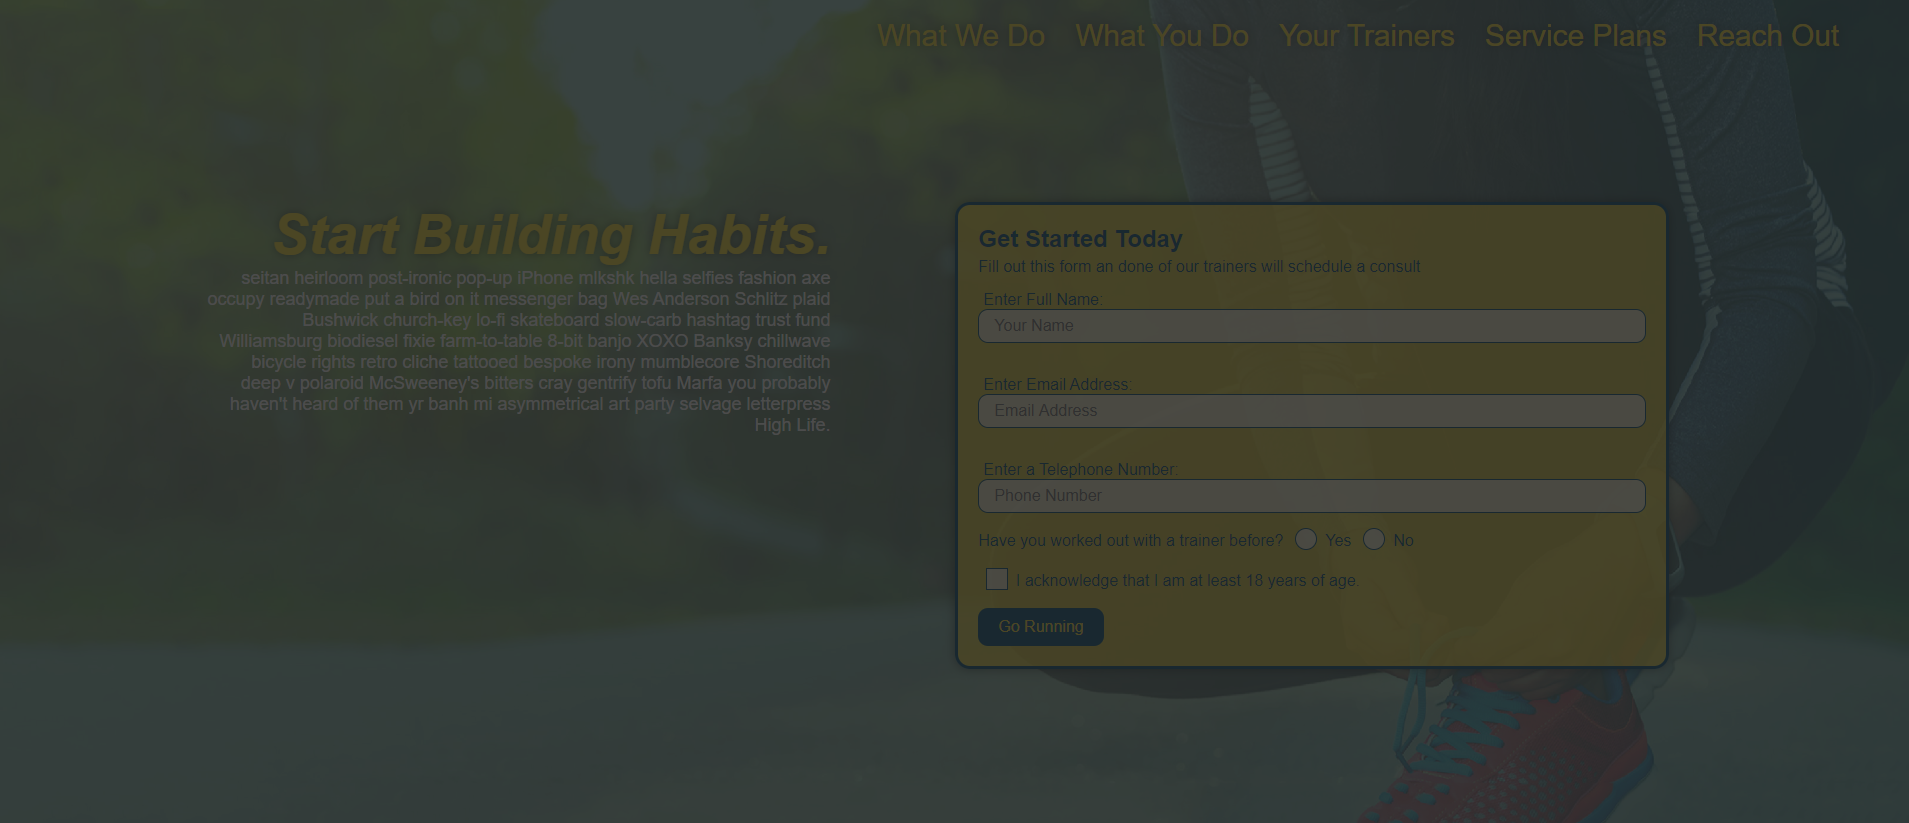 What We Do What You Do Your Trainers Service Plans Reach Out
Start Building Habits.
seitan heirloom post-ironic pop-up iPhone mlkshk hella selfies fashion axe
occupy readymade put a bird on it messenger bag Wes Anderson Schlitz plaid
Bushwick church-key lo-fi skateboard slow-carb hashtag trust fund
Williamsburg biodiesel fixie farm-to-table 8-bit banjo XOXO Banksy chillwave
bicycle rights retro cliche tattooed bespoke irony mumblecore Shoreditch
deep v polaroid McSweeney's bitters cray gentrify tofu Marfa you probably
haven't heard of them yr banh mi asymmetrical art party selvage letterpress
High Life.
Get Started Today
Fill out this form an done of our trainers will schedule a consult
Enter Full Name:
Your Name
Enter Email Address:
Email Address
Enter a Telephone Number:
Phone Number
Have you worked out with a trainer before? Yes No
I acknowledge that I am at least 18 years of age.
Go Running